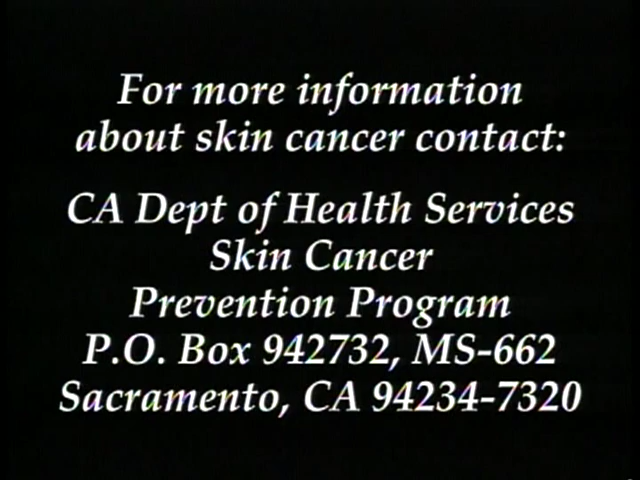 For more information
about skin cancer contact:
CA Dept of Health Services
Skin Cancer
Prevention Program
P.O. Box 942732, MS-662
Sacramento, CA 94234-7320